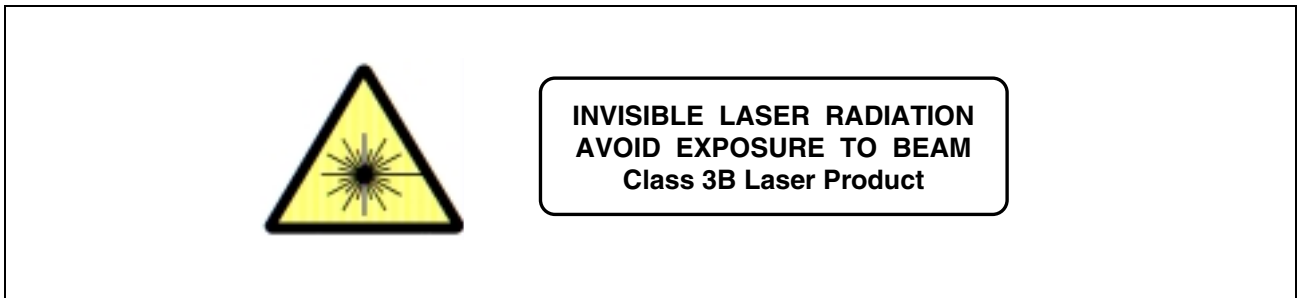 INVISIBLE LASER RADIATION
AVOID EXPOSURE TO BEAM
Class 3B Laser Product